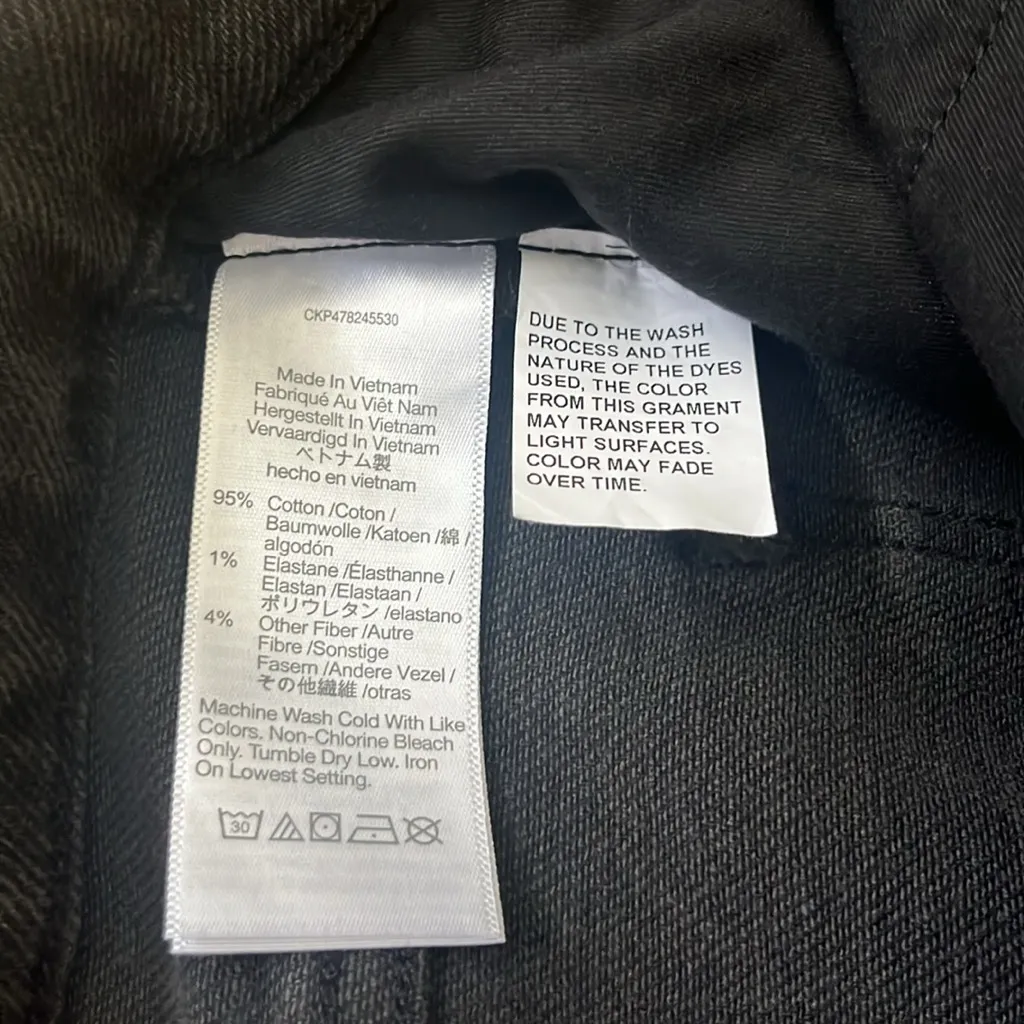 CKP478245530
Made In Vietnam
Fabriqué Au Viêt Nam
Hergestellt In Vietnam
Vervaardigd In Vietnam
ベトナム製
hecho en vietnam
95% Cotton /Coton /
Baumwolle /Katoen /綿 /
algodón
1% Elastane /Élasthanne /
Elastan /Elastaan /
ポリウレタン /elastano
4% Other Fiber /Autre
Fibre /Sonstige
Fasern /Andere Vezel /
その他繊維 /otras
Machine Wash Cold With Like
Colors. Non-Chlorine Bleach
Only. Tumble Dry Low. Iron
On Lowest Setting.
30
DUE TO THE WASH
PROCESS AND THE
NATURE OF THE DYES
USED, THE COLOR
FROM THIS GRAMENT
MAY TRANSFER TO
LIGHT SURFACES.
COLOR MAY FADE
OVER TIME.